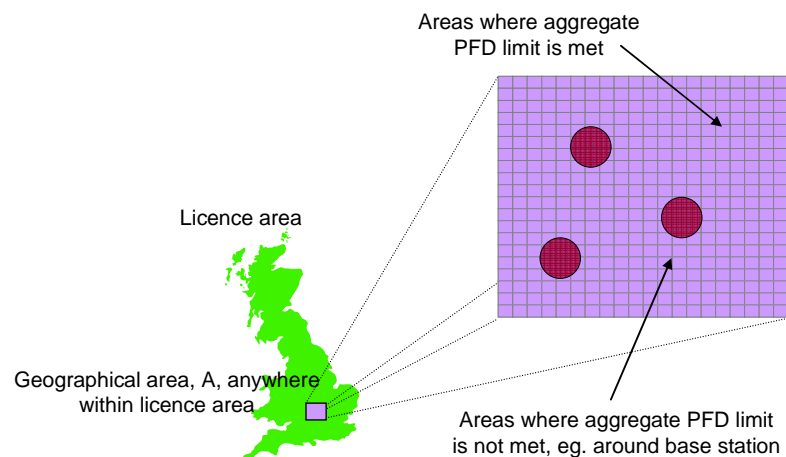 Areas where aggregate
PFD limit is met
Licence area
Geographical area, A, anywhere
within licence area
Areas where aggregate PFD limit
is not met, eg. around base station